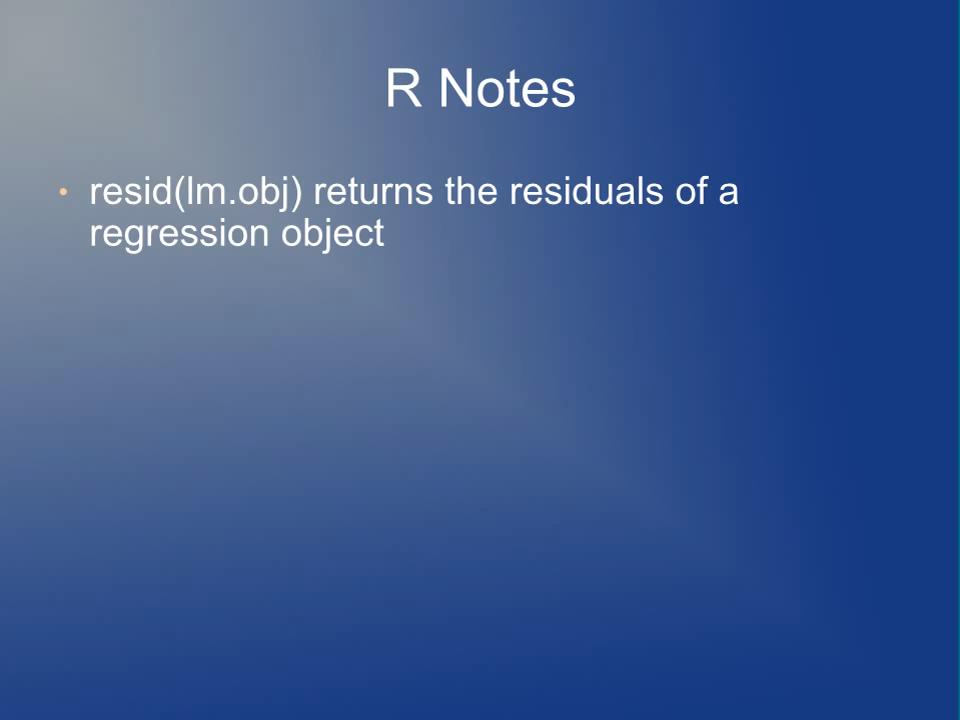 R Notes
• resid(lm.obj) returns the residuals of a
regression object